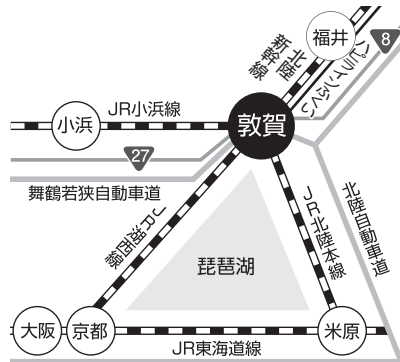 福井
8
北陸
新幹線
ハピラインふくい
JR小浜線
小浜
敦賀
27
舞鶴若狭自動車道
JR湖西線
JR北陸本線
北陸自動車道
琵琶湖
大阪
京都
米原
JR東海道線